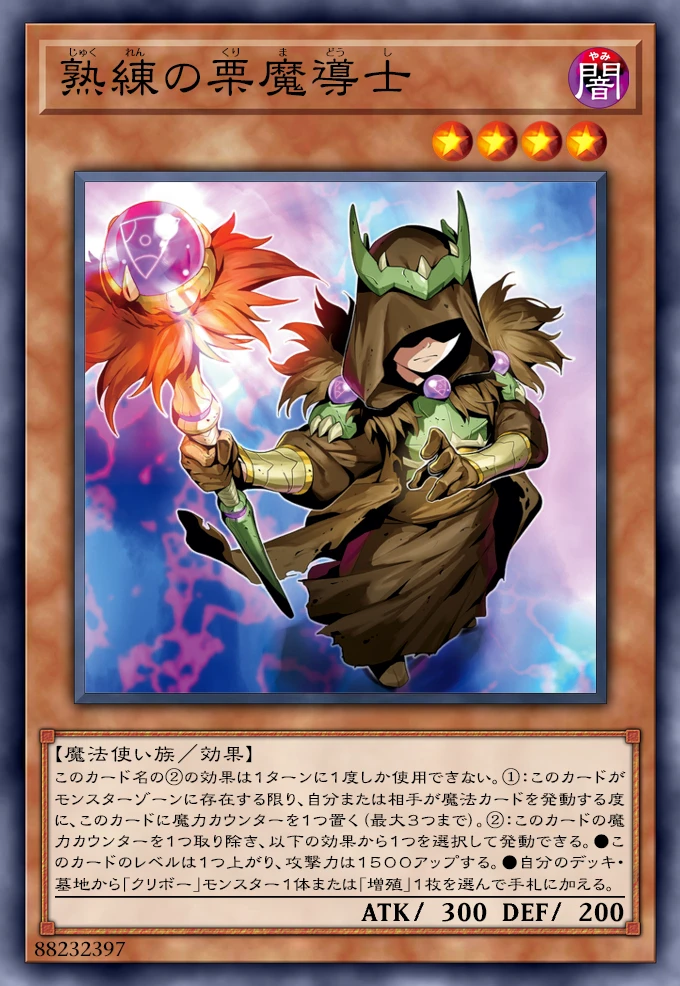 じゅく れん くり ま どう し
熟練の栗魔導士
やみ
闇
【魔法使い族／効果】
このカード名の②の効果は１ターンに１度しか使用できない。①：このカードが
モンスターゾーンに存在する限り、自分または相手が魔法カードを発動する度
に、このカードに魔力カウンターを１つ置く（最大３つまで）。②：このカードの魔
力カウンターを１つ取り除き、以下の効果から１つを選択して発動できる。●こ
のカードのレベルは１つ上がり、攻撃力は１５００アップする。●自分のデッキ・
墓地から「クリボー」モンスター１体または「増殖」１枚を選んで手札に加える。
ATK/ 300 DEF/ 200
88232397